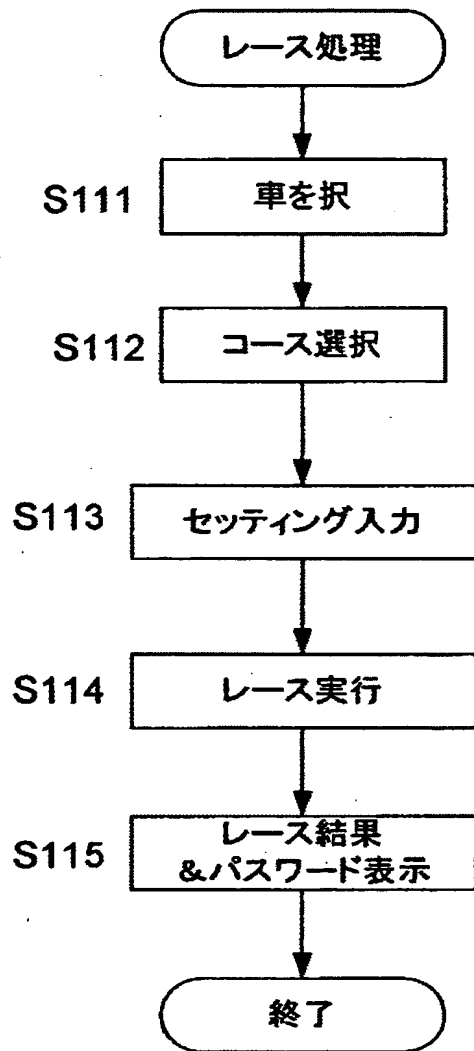 レース処理
S111
車を択
S112
コース選択
S113
セッティング入力
S114
レース実行
S115
レース結果
&パスワード表示
終了